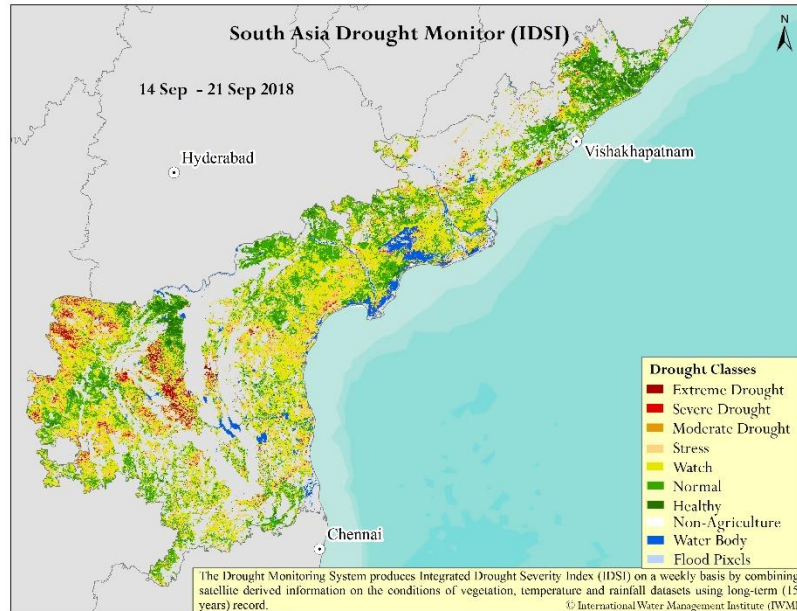 South Asia Drought Monitor (IDSI)
N
14 Sep - 21 Sep 2018
Hyderabad
Vishakhapatnam
Drought Classes
Extreme Drought
Severe Drought
Moderate Drought
Stress
Watch
Normal
Healthy
Non-Agriculture
Water Body
Flood Pixels
Chennai
The Drought Monitoring System produces Integrated Drought Severity Index (IDSI) on a weekly basis by combining
satellite derived information on the conditions of vegetation, temperature and rainfall datasets using long-term (15
years) record.
© International Water Management Institute (IWMI